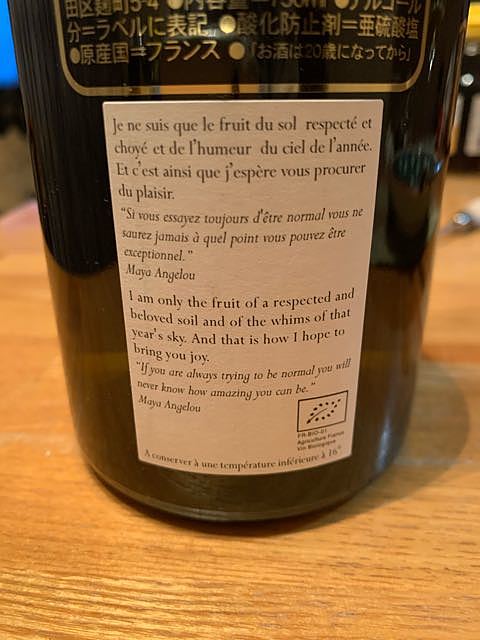 田区麹町5-4 ●内容量=750ml ●アルコール
分=ラベルに表記 ●酸化防止剤=亜硫酸塩
●原産国=フランス ●「お酒は20歳になってから」
Je ne suis que le fruit du sol respecté et
choyé et de l'humeur du ciel de l'année.
Et c'est ainsi que j'espère vous procurer
du plaisir.
"Si vous essayez toujours d'être normal vous ne
saurez jamais à quel point vous pouvez être
exceptionnel."
Maya Angelou
I am only the fruit of a respected and
beloved soil and of the whims of that
year's sky. And that is how I hope to
bring you joy.
"If you are always trying to be normal you will
never know how amazing you can be."
Maya Angelou
FR-BIO-01
Agriculture France
Vin Biologique
A conserver à une température inférieure à 16°